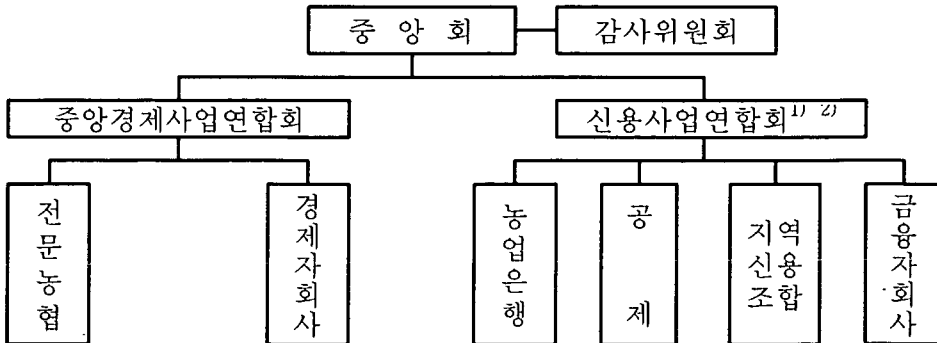 중 앙 회
감사위원회
중앙경제사업연합회
신용사업연합회1) 2)
전문농협
경제자회사
농업은행
공 제
지역
신용
조합
금융자회사